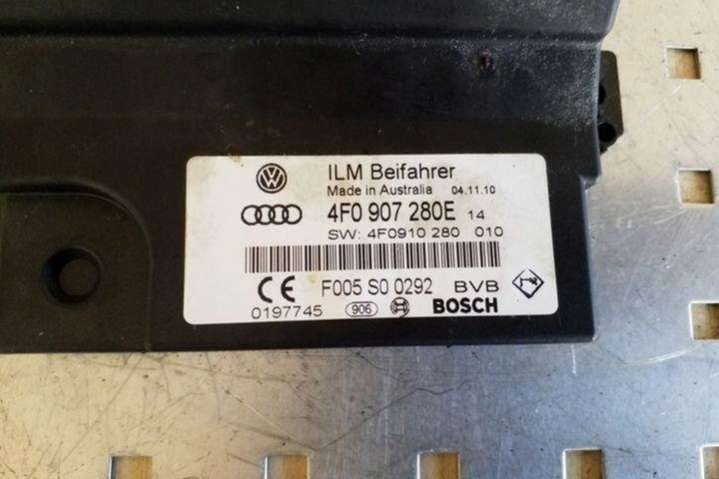 ILM Beifahrer
Made in Australia 04.11.10
4F0 907 280E 14
SW: 4F0910 280 010
CE F005 S0 0292 BVB
0197745 906 BOSCH